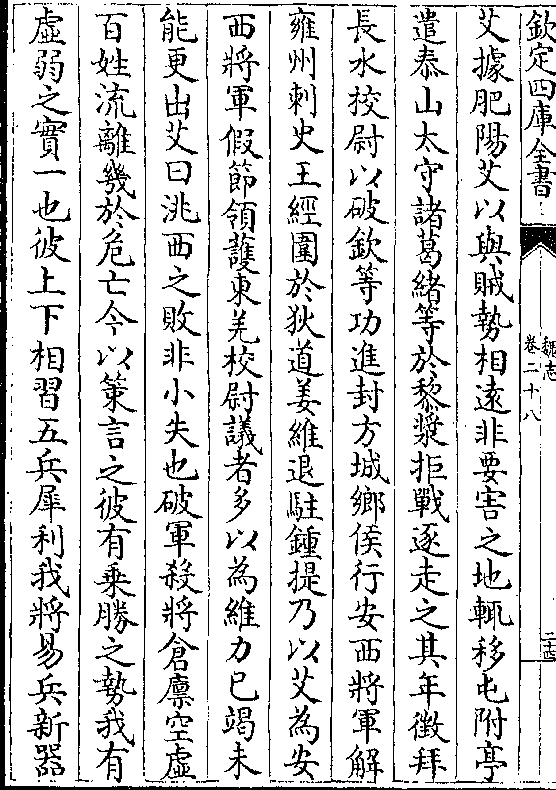 欽定四庫全書
魏志
卷二十八
二十四
艾據肥陽艾以與賊勢相遠非要害之地輒移屯附亭
遣泰山太守諸葛緒等於黎漿拒戰逐走之其年徵拜
長水校尉以破欽等功進封方城鄉侯行安西將軍解
雍州刺史王經圍於狄道姜維退駐鍾提乃以艾為安
西將軍假節領護東羌校尉議者多以為維力已竭未
能更出艾曰洮西之敗非小失也破軍殺將倉廪空虛
百姓流離幾於危亡今以策言之彼有乗勝之勢我有
虛弱之實一也彼上下相習五兵犀利我將易兵新器